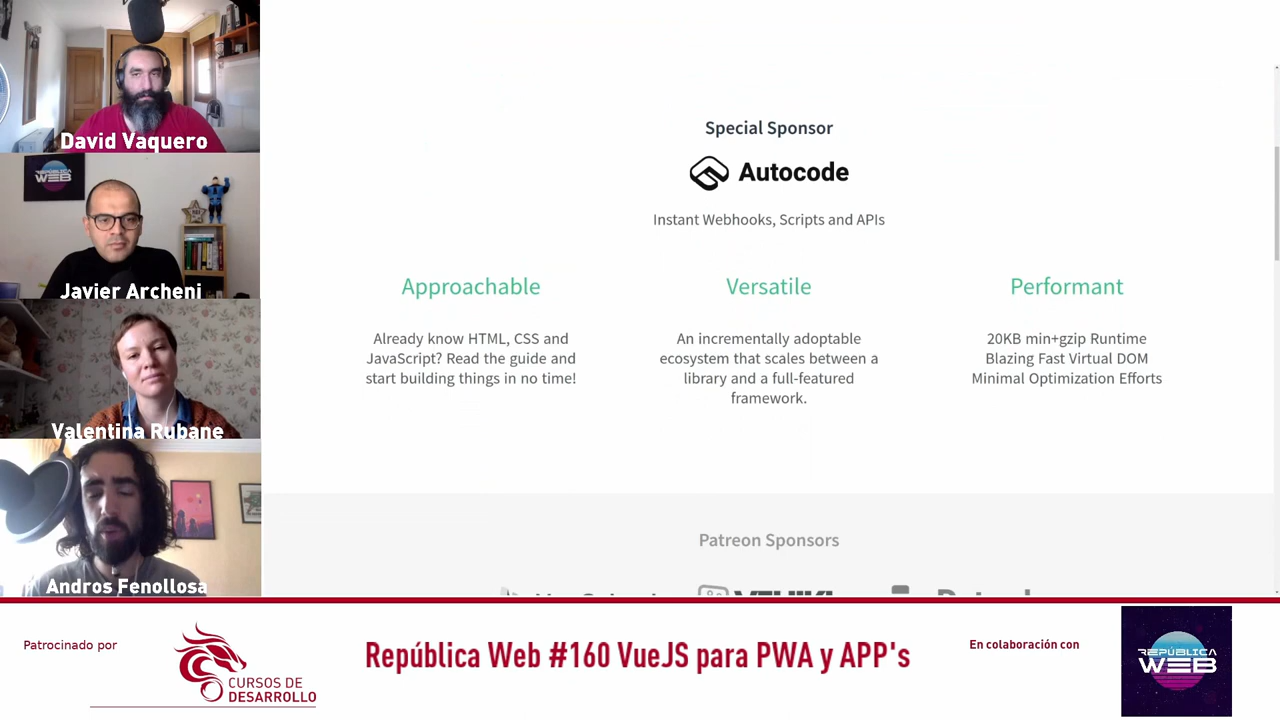 David Vaquero
REPÚBLICA
WEB
Javier Archeni
Valentina Rubane
Andros Fenollosa
Special Sponsor
Autocode
Instant Webhooks, Scripts and APIs
Approachable
Already know HTML, CSS and
JavaScript? Read the guide and
start building things in no time!
Versatile
An incrementally adoptable
ecosystem that scales between a
library and a full-featured
framework.
Performant
20KB min+gzip Runtime
Blazing Fast Virtual DOM
Minimal Optimization Efforts
Patreon Sponsors
Patrocinado por
CURSOS DE
DESARROLLO
República Web #160 VueJS para PWA y APP's
En colaboración con
REPÚBLICA
WEB